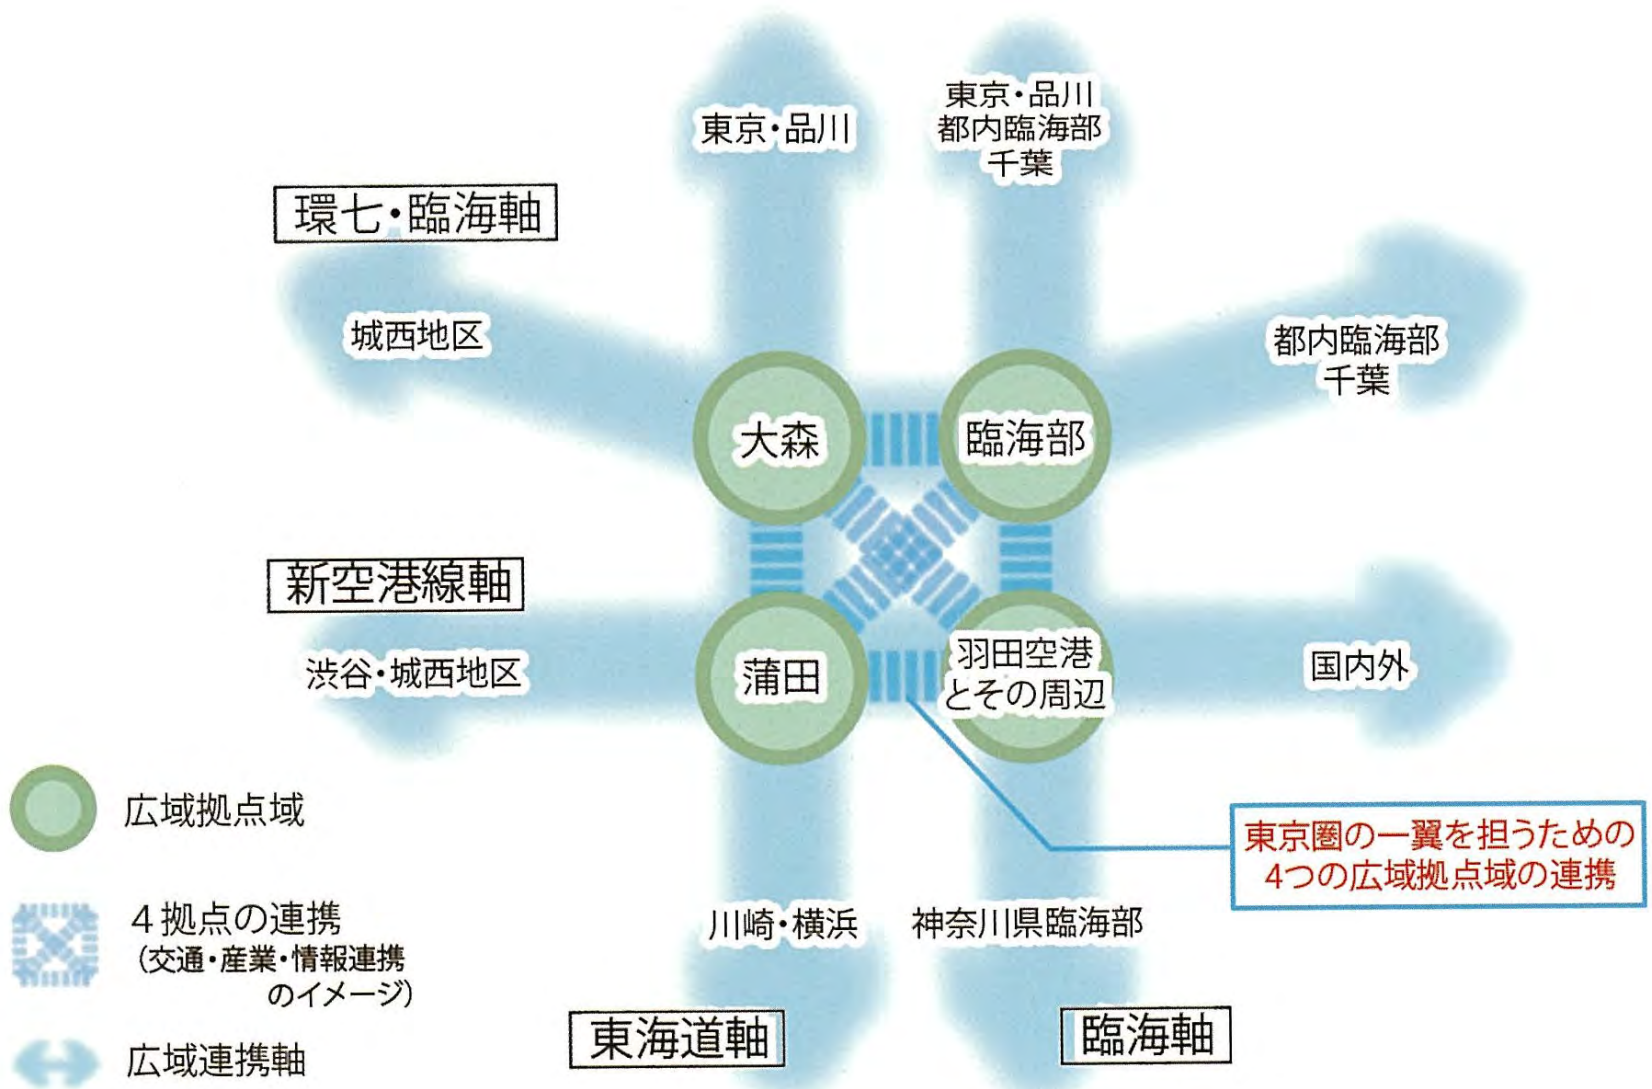 東京・品川
東京・品川
都内臨海部
千葉
環七・臨海軸
城西地区
都内臨海部
千葉
大森
臨海部
新空港線軸
渋谷・城西地区
蒲田
羽田空港
とその周辺
国内外
広域拠点域
東京圏の一翼を担うための
4つの広域拠点域の連携
4拠点の連携
(交通・産業・情報連携
のイメージ)
川崎・横浜
神奈川県臨海部
東海道軸
臨海軸
広域連携軸